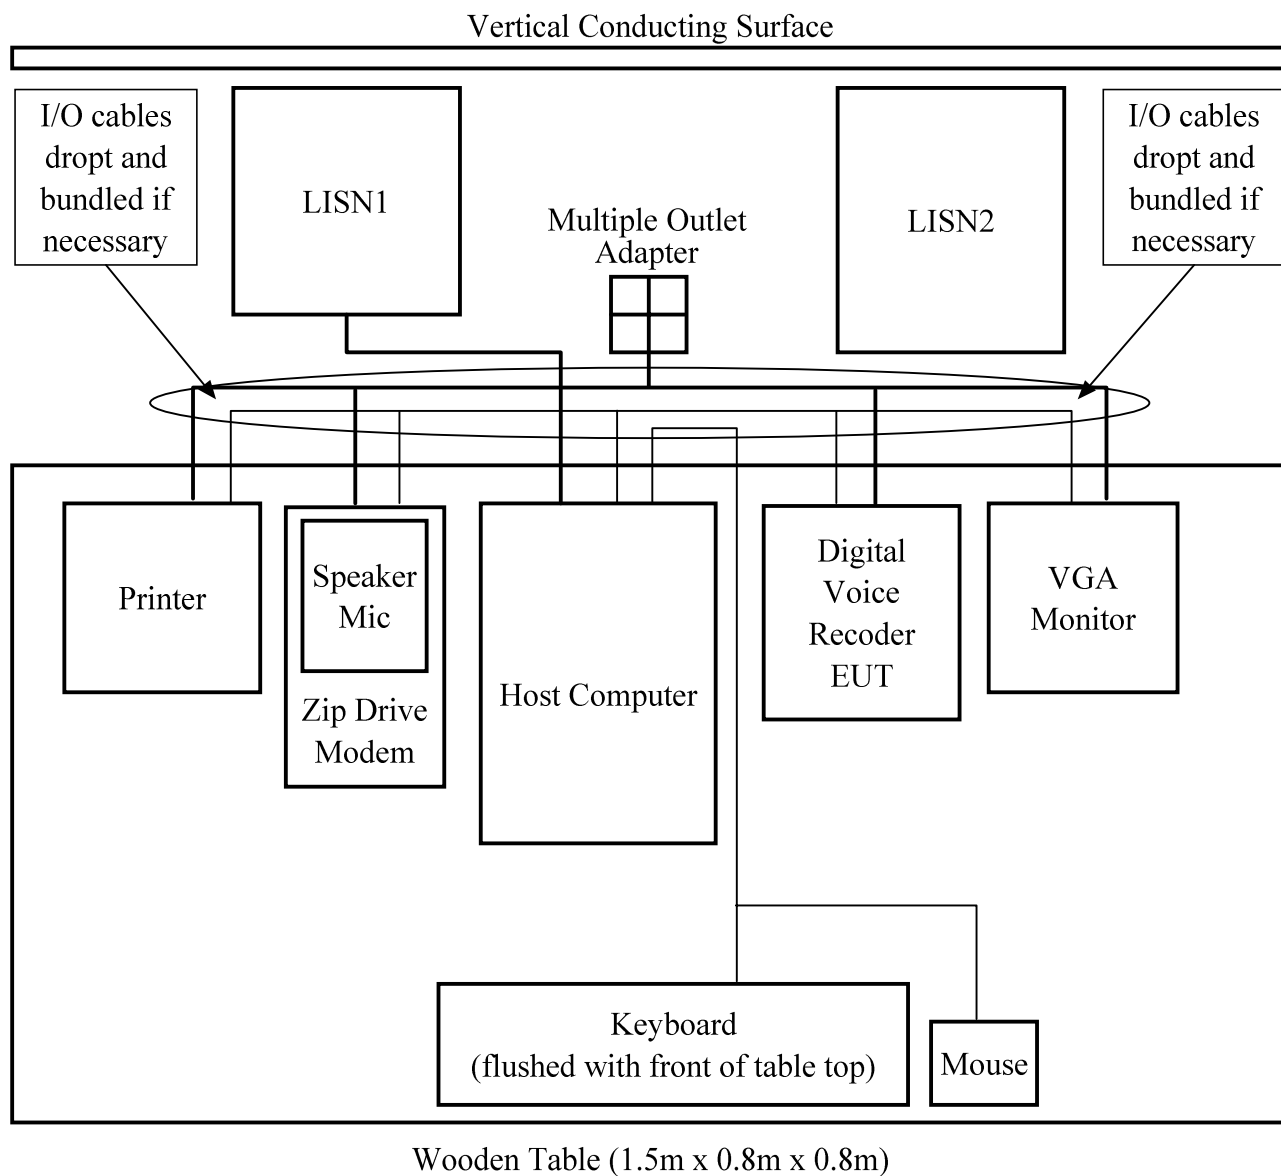 Vertical Conducting Surface
I/O cables
dropt and
bundled if
necessary
LISN1
Multiple Outlet
Adapter
LISN2
I/O cables
dropt and
bundled if
necessary
Printer
Speaker
Mic
Zip Drive
Modem
Host Computer
Digital
Voice
Recoder
EUT
VGA
Monitor
Keyboard
(flushed with front of table top)
Mouse
Wooden Table (1.5m x 0.8m x 0.8m)